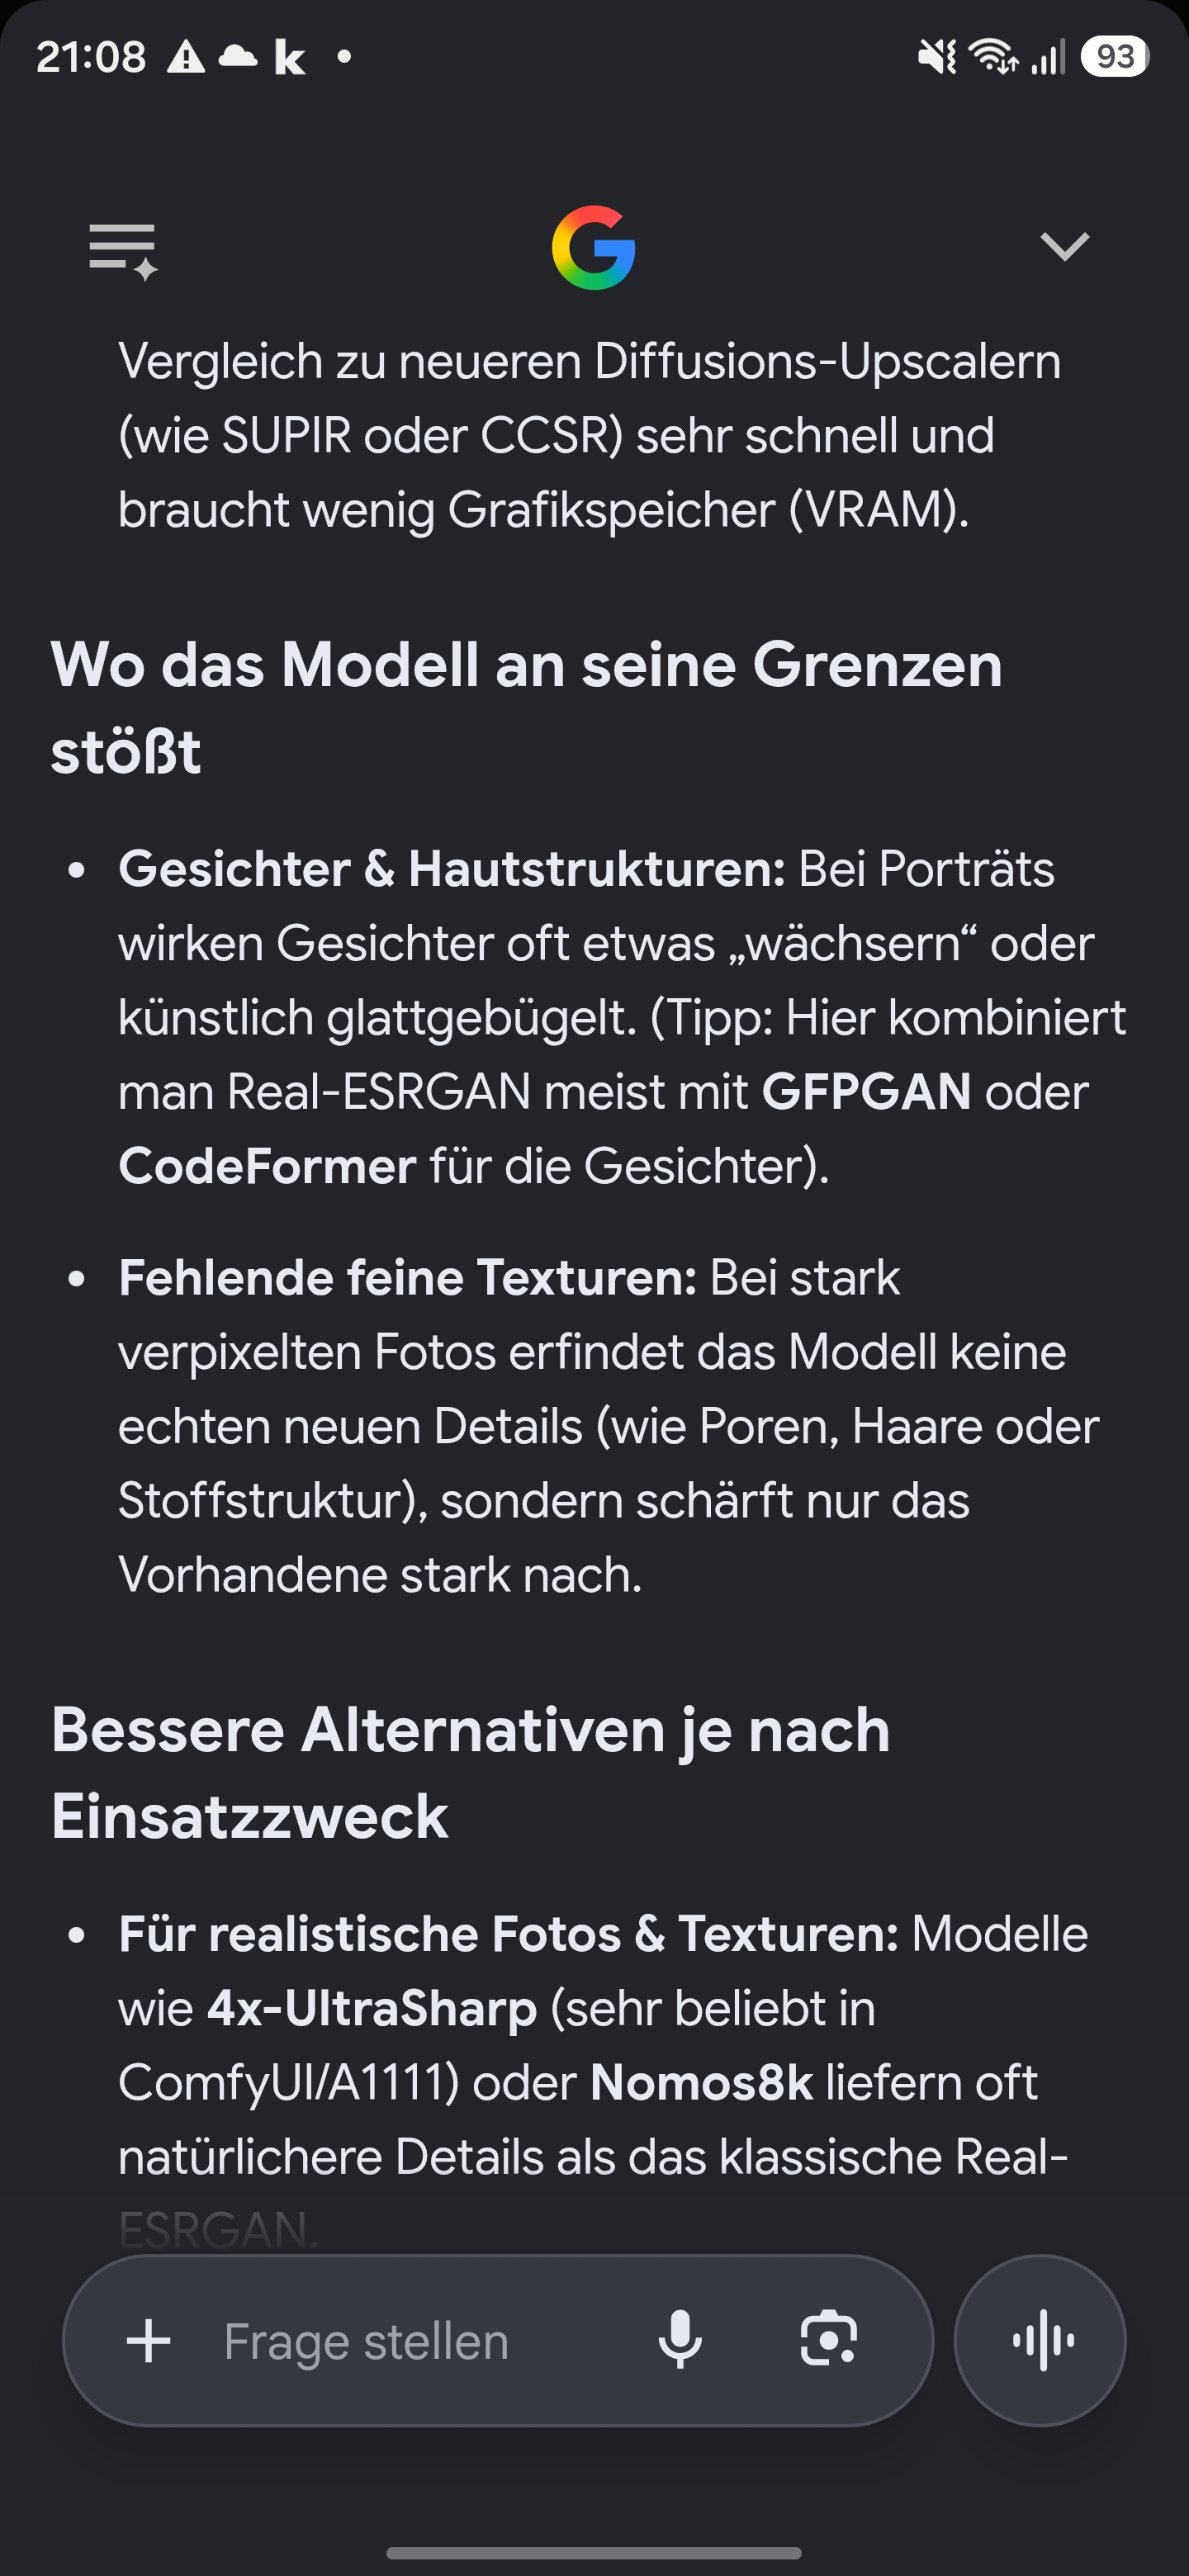 21:08
k
93
Vergleich zu neueren Diffusions-Upscalern
(wie SUPIR oder CCSR) sehr schnell und
braucht wenig Grafikspeicher (VRAM).
Wo das Modell an seine Grenzen
stößt
• Gesichter & Hautstrukturen: Bei Porträts
wirken Gesichter oft etwas „wächsern“ oder
künstlich glattgebügelt. (Tipp: Hier kombiniert
man Real-ESRGAN meist mit GFPGAN oder
CodeFormer für die Gesichter).
• Fehlende feine Texturen: Bei stark
verpixelten Fotos erfindet das Modell keine
echten neuen Details (wie Poren, Haare oder
Stoffstruktur), sondern schärft nur das
Vorhandene stark nach.
Bessere Alternativen je nach
Einsatzzweck
• Für realistische Fotos & Texturen: Modelle
wie 4x-UltraSharp (sehr beliebt in
ComfyUI/A1111) oder Nomos8k liefern oft
natürlichere Details als das klassische Real-
ESRGAN.
Frage stellen